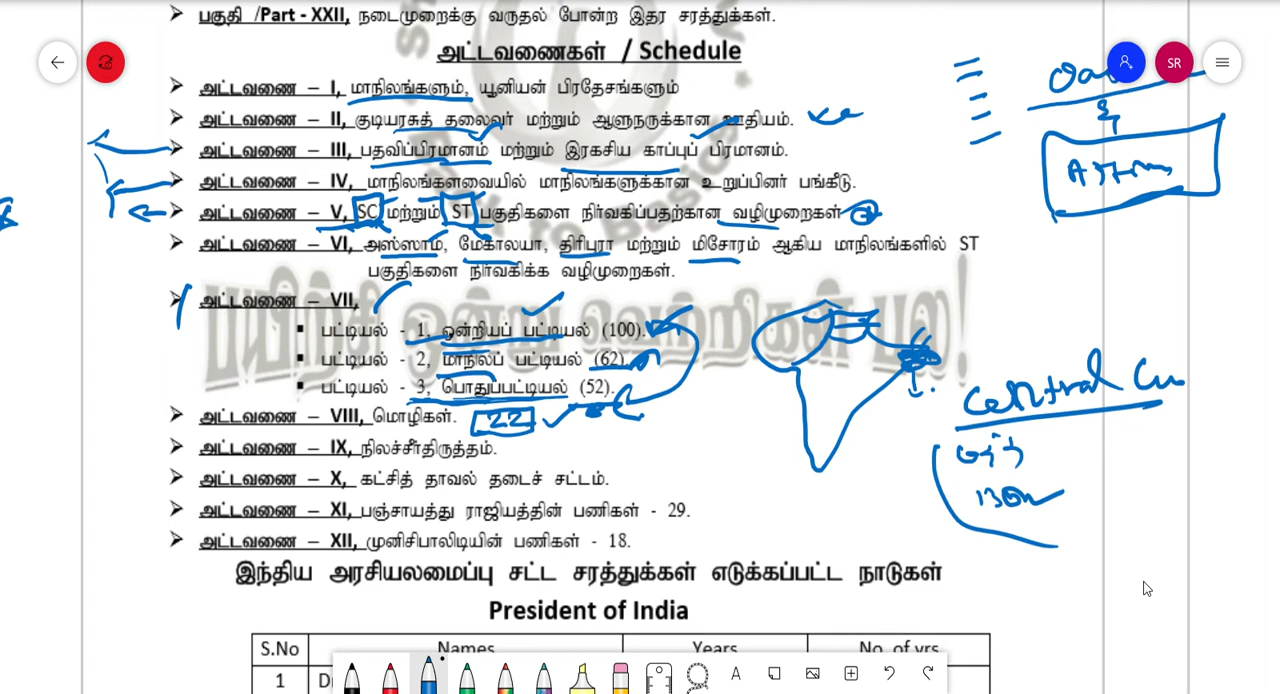 பகுதி /Part - XXII, நடைமுறைக்கு வருதல் போன்ற இதர சரத்துக்கள்.
அட்டவணைகள் / Schedule
அட்டவணை – I, மாநிலங்களும், யூனியன் பிரதேசங்களும்
அட்டவணை – II, குடியரசுத் தலைவர் மற்றும் ஆளுநருக்கான ஊதியம்.
அட்டவணை – III, பதவிப்பிரமாணம் மற்றும் இரகசிய காப்புப் பிரமாணம்.
அட்டவணை – IV, மாநிலங்களவையில் மாநிலங்களுக்கான உறுப்பினர் பங்கீடு.
அட்டவணை – V, SC மற்றும் ST பகுதிகளை நிர்வகிப்பதற்கான வழிமுறைகள்
அட்டவணை – VI, அஸ்ஸாம், மேகாலயா, திரிபுரா மற்றும் மிசோரம் ஆகிய மாநிலங்களில் ST
பகுதிகளை நிர்வகிக்க வழிமுறைகள்.
அட்டவணை – VII,
பட்டியல் - 1, ஒன்றியப் பட்டியல் (100).
பட்டியல் - 2, மாநிலப் பட்டியல் (62).
பட்டியல் - 3, பொதுப்பட்டியல் (52).
அட்டவணை – VIII, மொழிகள். 22
அட்டவணை – IX, நிலச்சீர்திருத்தம்.
அட்டவணை – X, கட்சித் தாவல் தடைச் சட்டம்.
அட்டவணை – XI, பஞ்சாயத்து ராஜியத்தின் பணிகள் - 29.
அட்டவணை – XII, முனிசிபாலிடியின் பணிகள் - 18.
இந்திய அரசியலமைப்பு சட்ட சரத்துக்கள் எடுக்கப்பட்ட நாடுகள்
President of India
S.No Names Years No. of yrs
1
SR
Central
பயிற்சி ஒன்றே வெற்றிகள் பல!
to Basic
A